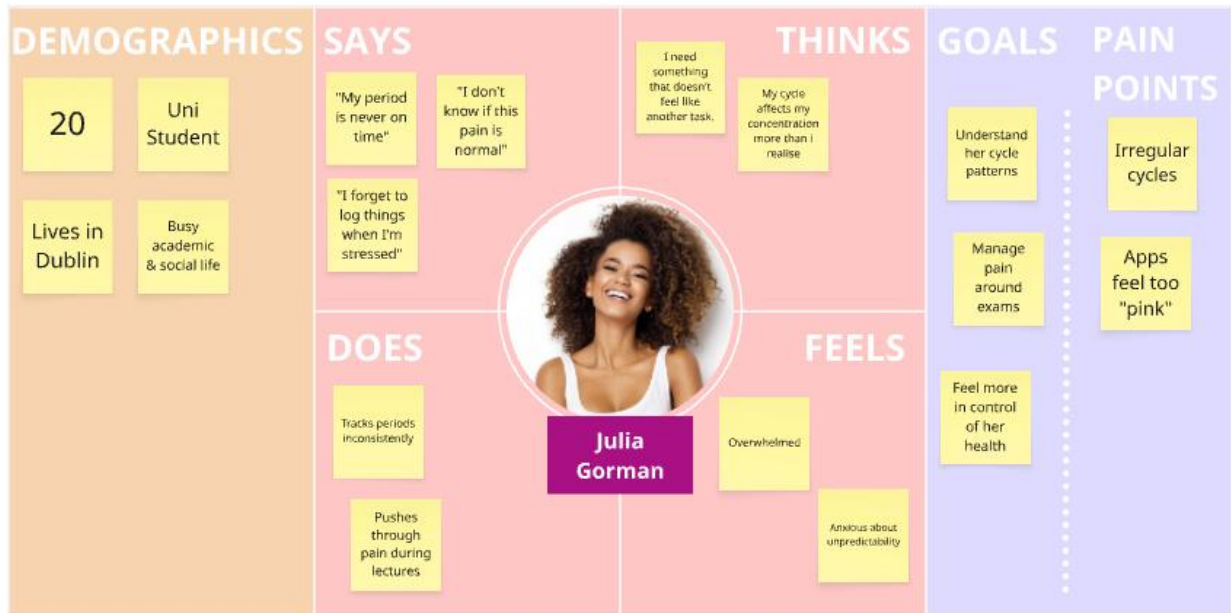 DEMOGRAPHICS
20
Uni
Student
Lives in
Dublin
Busy
academic
& social life
SAYS
"My period
is never on
time"
"I don't
know if this
pain is
normal"
"I forget to
log things
when I'm
stressed"
THINKS
I need
something
that doesn't
feel like
another task.
My cycle
affects my
concentration
more than i
realise
DOES
Tracks periods
inconsistently
Pushes
through
pain during
lectures
FEELS
Overwhelmed
Anxious about
unpredictability
Julia
Gorman
GOALS
Understand
her cycle
patterns
Manage
pain
around
exams
Feel more
in control
of her
health
PAIN
POINTS
Irregular
cycles
Apps
feel too
"pink"